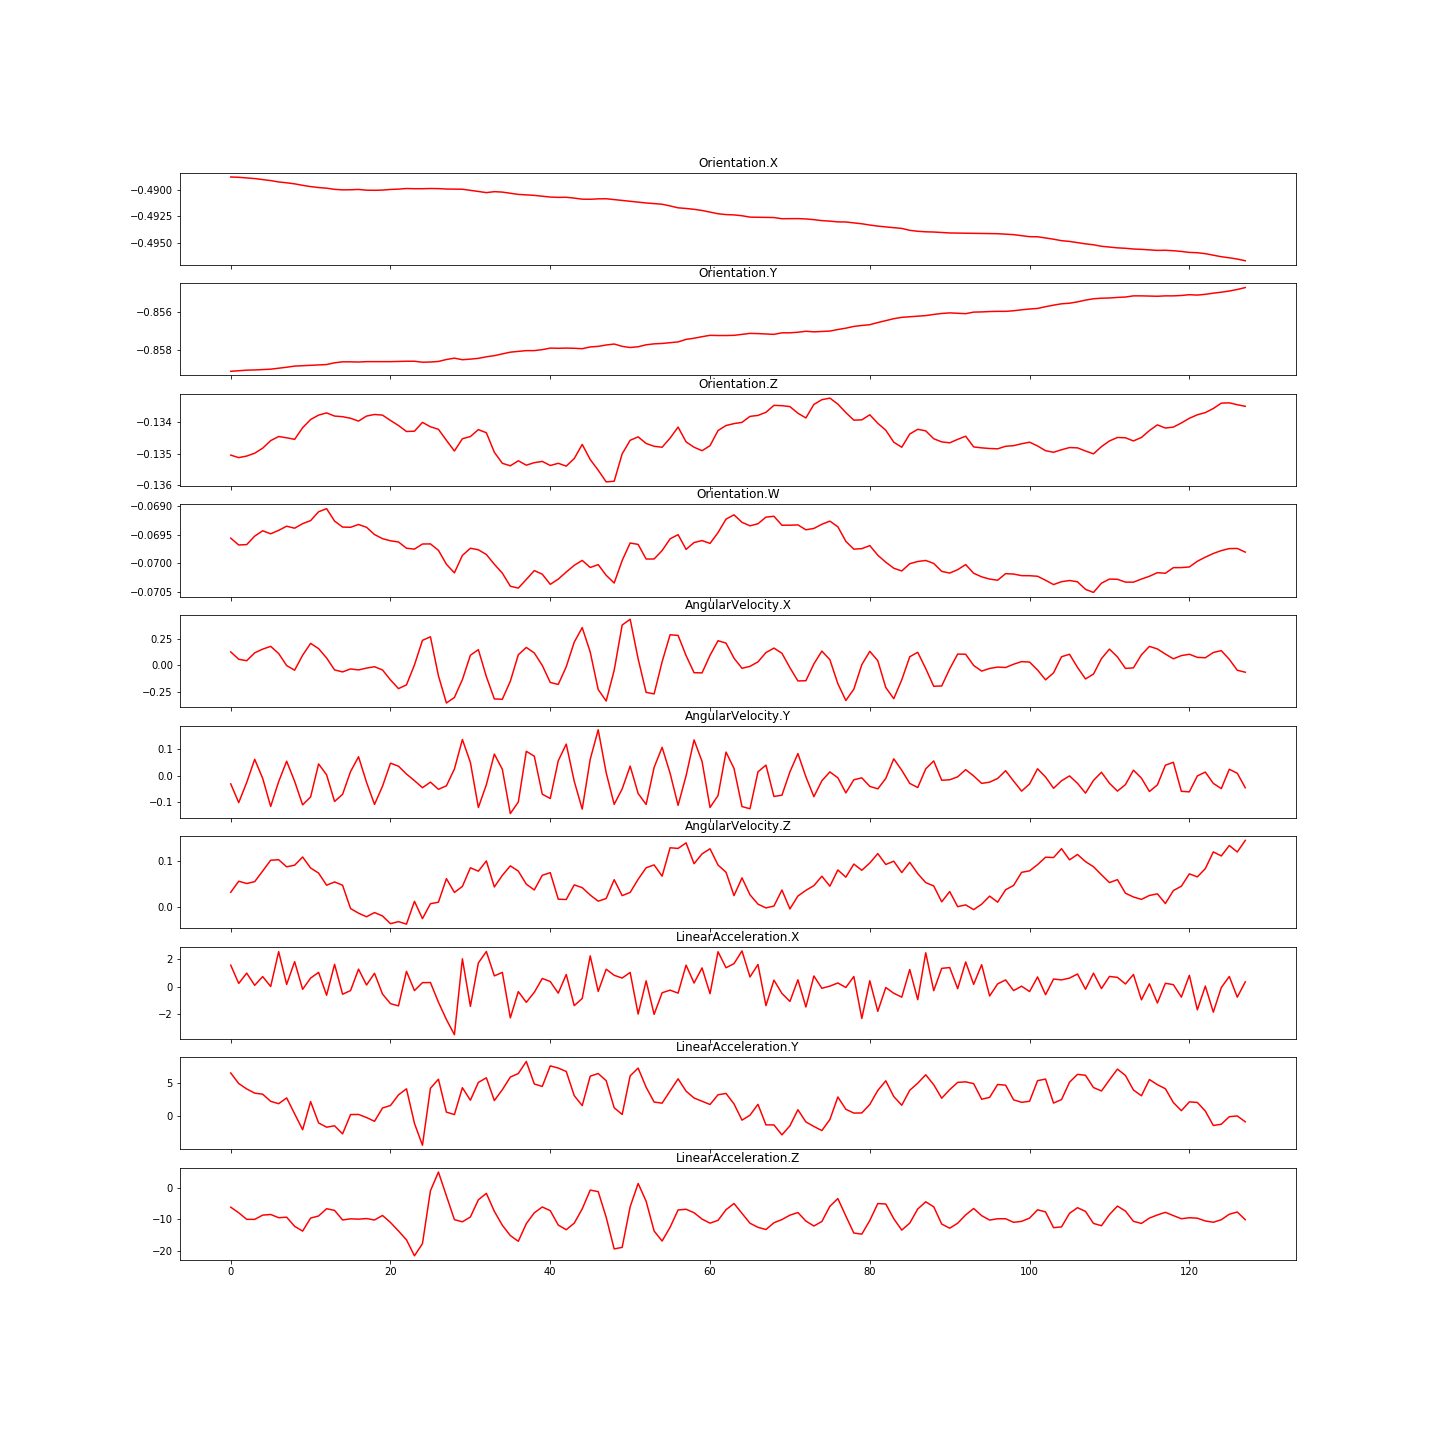 Orientation.X
−0.4900
−0.4925
−0.4950
Orientation.Y
−0.856
−0.858
Orientation.Z
−0.134
−0.135
−0.136
Orientation.W
−0.0690
−0.0695
−0.0700
−0.0705
AngularVelocity.X
0.25
0.00
−0.25
AngularVelocity.Y
0.1
0.0
−0.1
AngularVelocity.Z
0.1
0.0
LinearAcceleration.X
2
0
−2
LinearAcceleration.Y
5
0
LinearAcceleration.Z
0
−10
−20
0 20 40 60 80 100 120